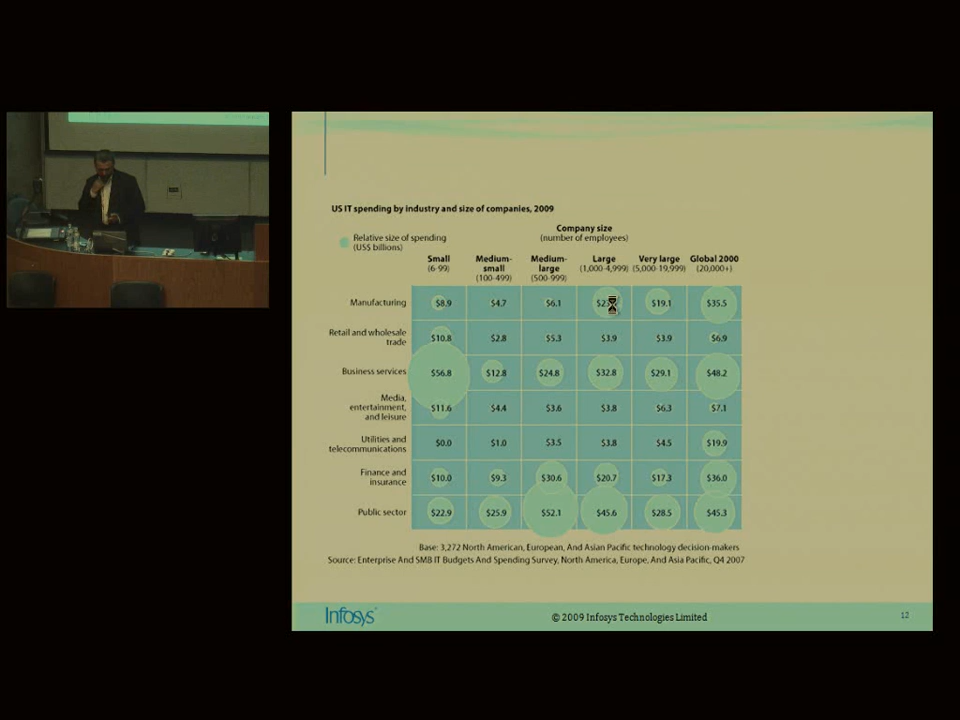 US IT spending by industry and size of companies, 2009
Relative size of spending
(US$ billions)
Company size
(number of employees)
Small
(6-99)
Medium-
small
(100-499)
Medium-
large
(500-999)
Large
(1,000-4,999)
Very large
(5,000-19,999)
Global 2000
(20,000+)
Manufacturing $8.9 $4.7 $6.1 $19.1 $35.5
Retail and wholesale
trade
$10.8 $2.8 $5.3 $3.9 $3.9 $6.9
Business services $56.8 $12.8 $24.8 $32.8 $29.1 $48.2
Media,
entertainment,
and leisure
$11.6 $4.4 $3.6 $3.8 $6.3 $7.1
Utilities and
telecommunications
$0.0 $1.0 $3.5 $3.8 $4.5 $19.9
Finance and
insurance
$10.0 $9.3 $30.6 $20.7 $17.3 $36.0
Public sector $22.9 $25.9 $52.1 $45.6 $28.5 $45.3
Base: 3,272 North American, European, And Asian Pacific technology decision-makers
Source: Enterprise And SMB IT Budgets And Spending Survey, North America, Europe, And Asia Pacific, Q4 2007
Infosys
© 2009 Infosys Technologies Limited
12